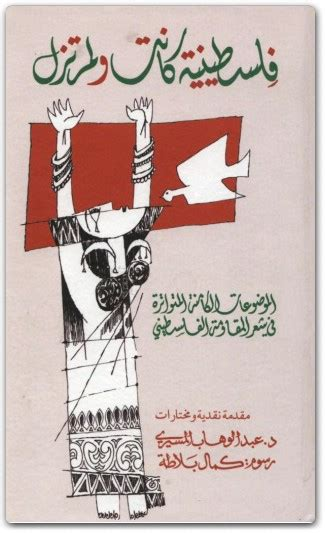 فلسطينية كانت ولم تزل
الموضوعات الكامنة المتواترة
في شعر المقاومة الفلسطيني
مقدمة نقدية ومختارات
د. عبد الوهاب المسيري
رسوم: كمال بلاطة